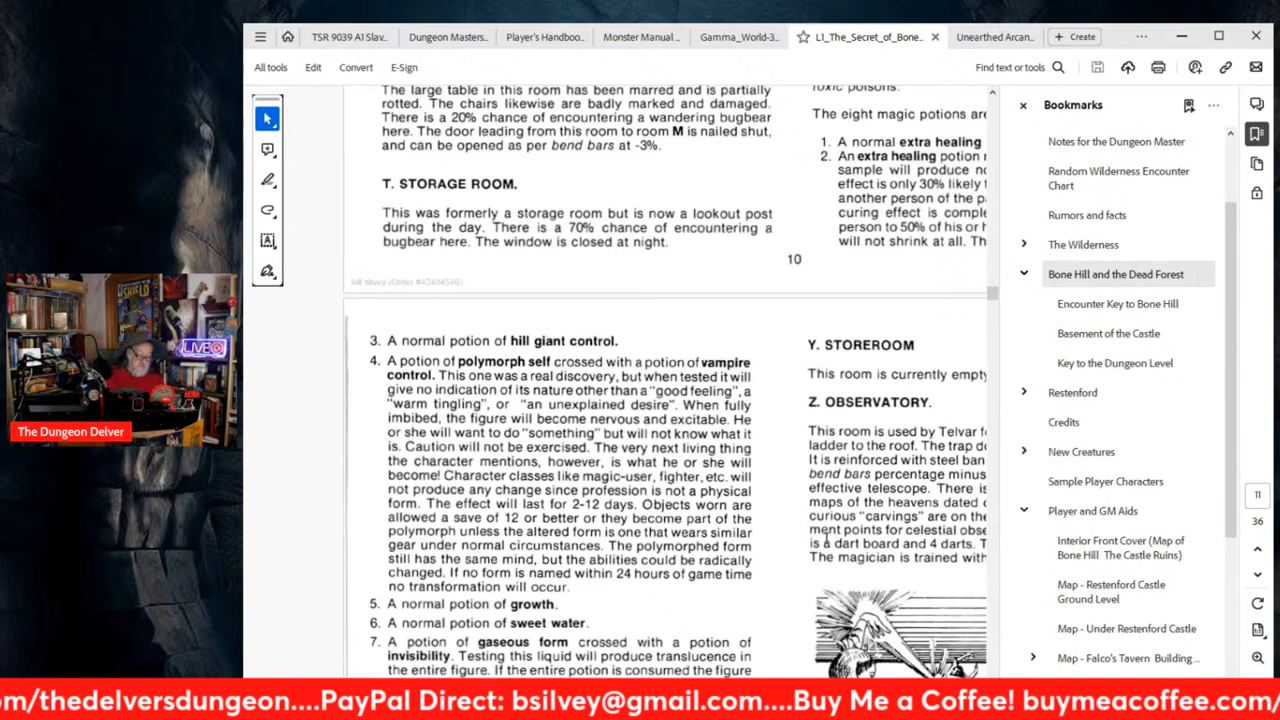 TSR 9039 A1 Slav...
Dungeon Masters...
Player's Handboo...
Monster Manual ...
Gamma_World-3...
L1_The_Secret_of_Bone...
Unearthed Arcan...
Create
All tools
Edit
Convert
E-Sign
Find text or tools
The large table in this room has been marred and is partially
rotted. The chairs likewise are badly marked and damaged.
There is a 20% chance of encountering a wandering bugbear
here. The door leading from this room to room M is nailed shut,
and can be opened as per bend bars at -3%.
T. STORAGE ROOM.
This was formerly a storage room but is now a lookout post
during the day. There is a 70% chance of encountering a
bugbear here. The window is closed at night.
toxic poisons.
The eight magic potions are
1. A normal extra healing
2. An extra healing potion
sample will produce no
effect is only 30% likely
another person of the pa
curing effect is comple
person to 50% of his or h
will not shrink at all. Th
10
bill silvey (Order #42404548)
3. A normal potion of hill giant control.
4. A potion of polymorph self crossed with a potion of vampire
control. This one was a real discovery, but when tested it will
give no indication of its nature other than a "good feeling", a
"warm tingling", or "an unexplained desire". When fully
imbibed, the figure will become nervous and excitable. He
or she will want to do "something" but will not know what it
is. Caution will not be exercised. The very next living thing
the character mentions, however, is what he or she will
become! Character classes like magic-user, fighter, etc. will
not produce any change since profession is not a physical
form. The effect will last for 2-12 days. Objects worn are
allowed a save of 12 or better or they become part of the
polymorph unless the altered form is one that wears similar
gear under normal circumstances. The polymorphed form
still has the same mind, but the abilities could be radically
changed. If no form is named within 24 hours of game time
no transformation will occur.
5. A normal potion of growth.
6. A normal potion of sweet water.
7. A potion of gaseous form crossed with a potion of
invisibility. Testing this liquid will produce translucence in
the entire figure. If the entire potion is consumed the figure
Y. STOREROOM
This room is currently empty
Z. OBSERVATORY.
This room is used by Telvar f
ladder to the roof. The trap d
It is reinforced with steel ban
bend bars percentage minus
effective telescope. There is
maps of the heavens dated
curious "carvings" are on the
ment points for celestial obse
is a dart board and 4 darts. T
The magician is trained with
Bookmarks
Notes for the Dungeon Master
Random Wilderness Encounter
Chart
Rumors and facts
The Wilderness
Bone Hill and the Dead Forest
Encounter Key to Bone Hill
Basement of the Castle
Key to the Dungeon Level
Restenford
Credits
New Creatures
Sample Player Characters
Player and GM Aids
Interior Front Cover (Map of
Bone Hill The Castle Ruins)
Map - Restenford Castle
Ground Level
Map - Under Restenford Castle
Map - Falco's Tavern Building ...
11
36
LIVE
The Dungeon Delver
om/thedelversdungeon....PayPal Direct: bsilvey@gmail.com....Buy Me a Coffee! buymeacoffee.com/